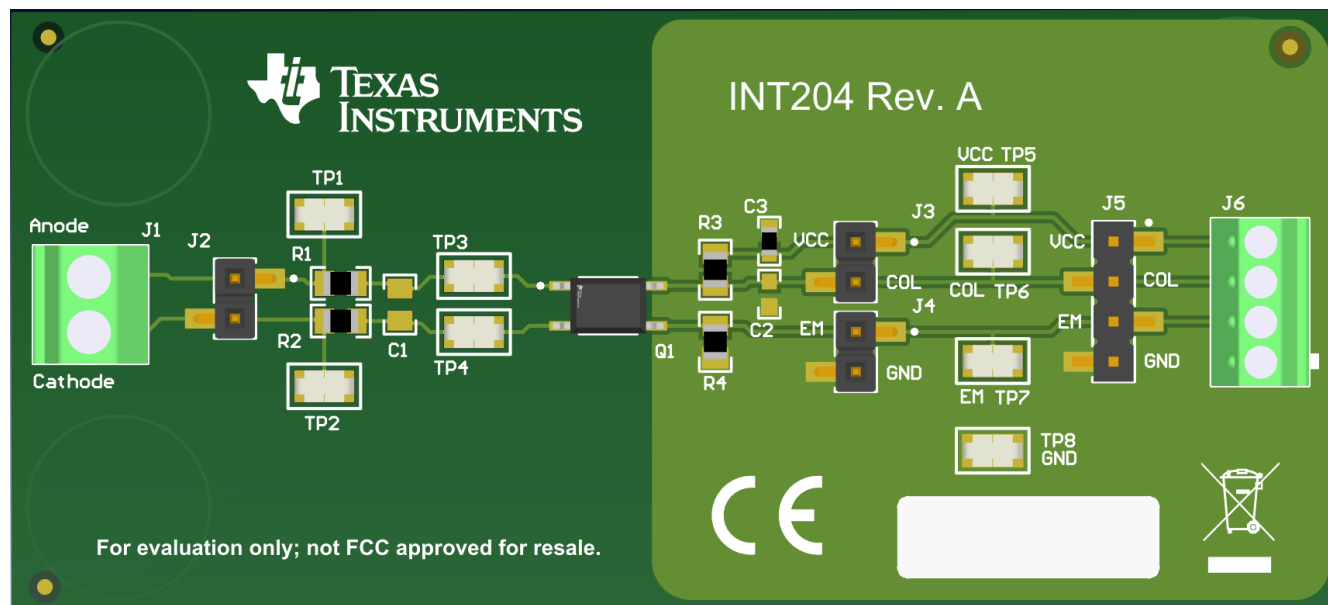 TEXAS
INSTRUMENTS
INT204 Rev. A
VCC TP5
TP1
C3
J3
J5
J6
Anode
J1
J2
R3
VCC
VCC
R1
TP3
COL
COL TP6
COL
R2
C1
TP4
C2
EM
J4
EM
Q1
R4
GND
EM TP7
GND
Cathode
TP2
TP8
GND
CE
For evaluation only; not FCC approved for resale.